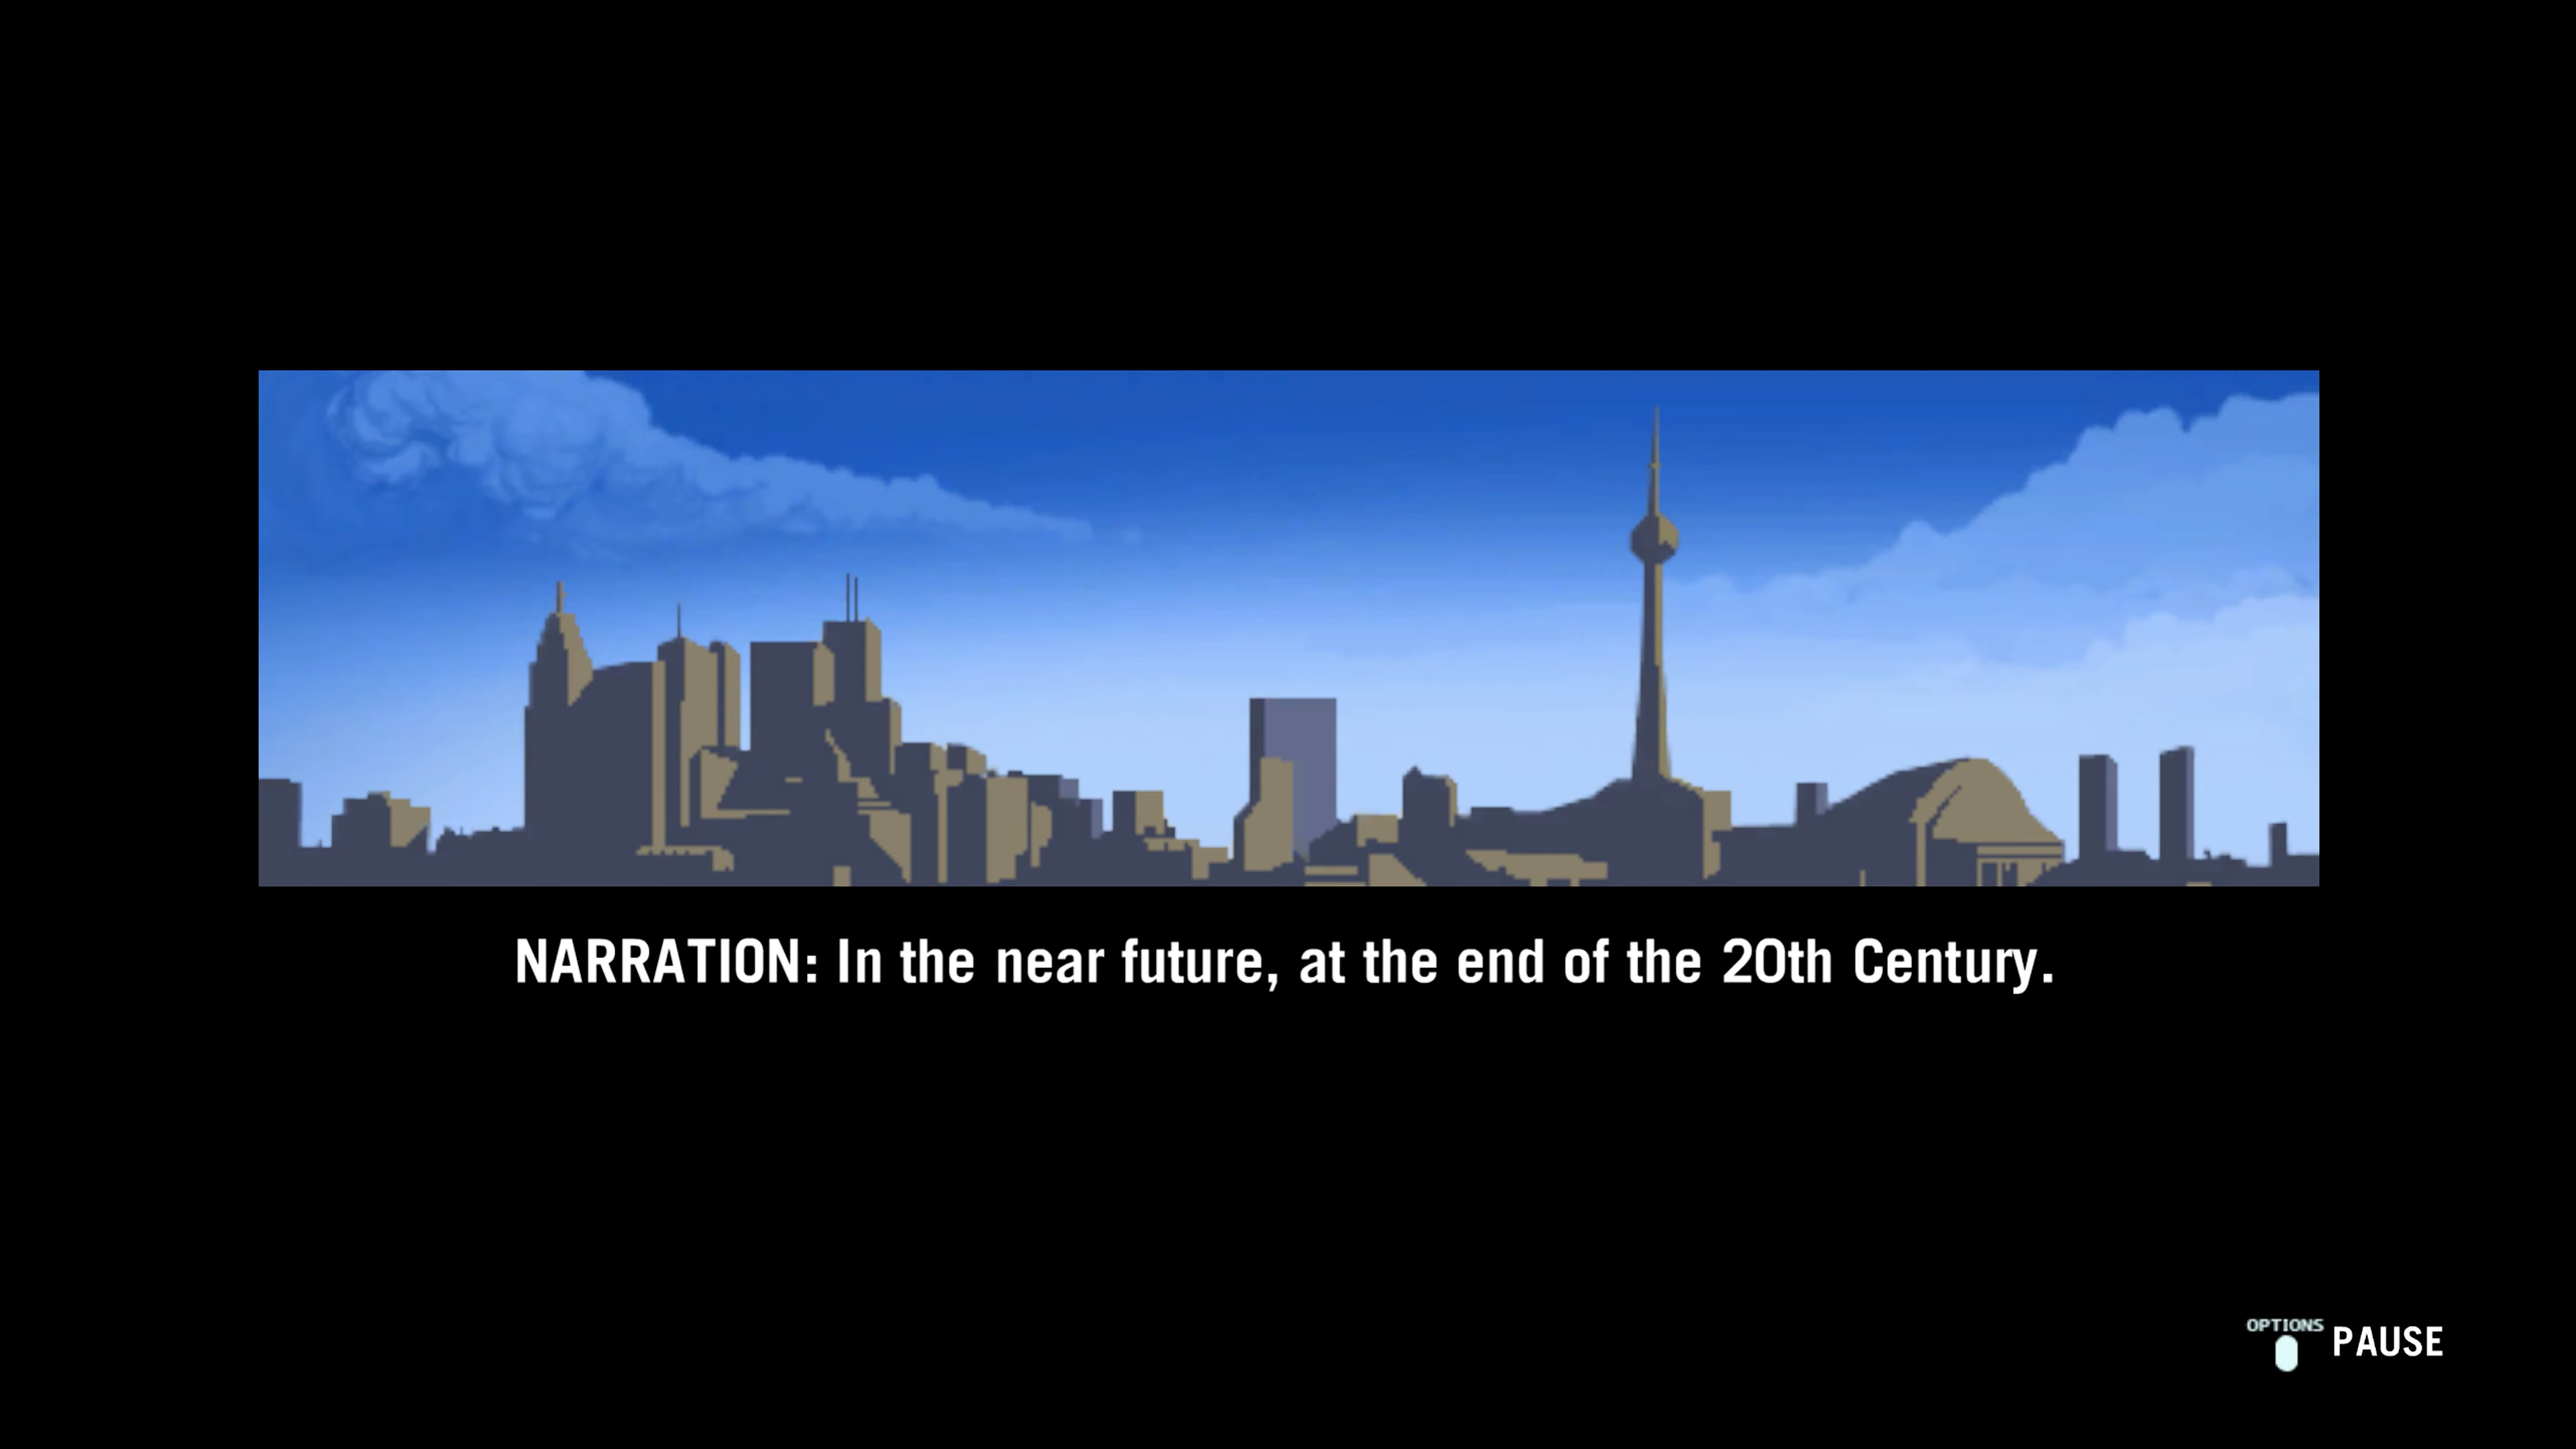 NARRATION: In the near future, at the end of the 20th Century.
OPTIONS
PAUSE